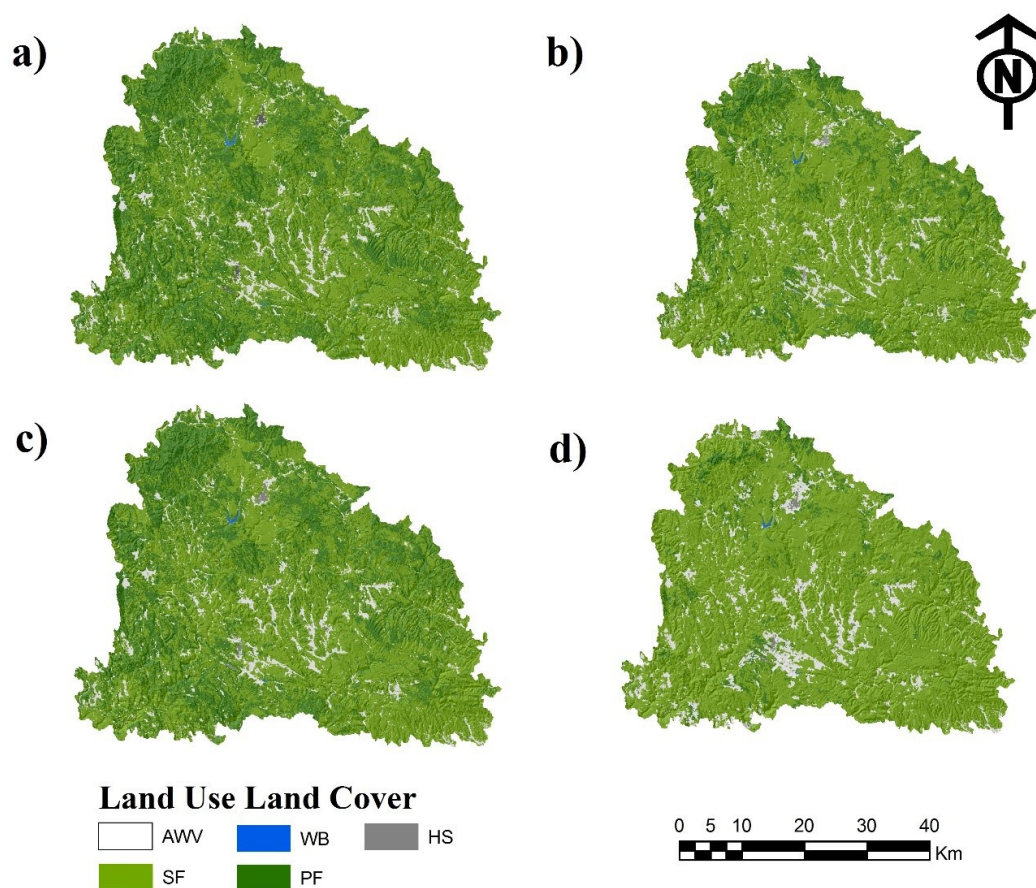 a)
b)
N
c)
d)
Land Use Land Cover
AWV WB HS
SF PF
0 5 10 20 30 40
Km